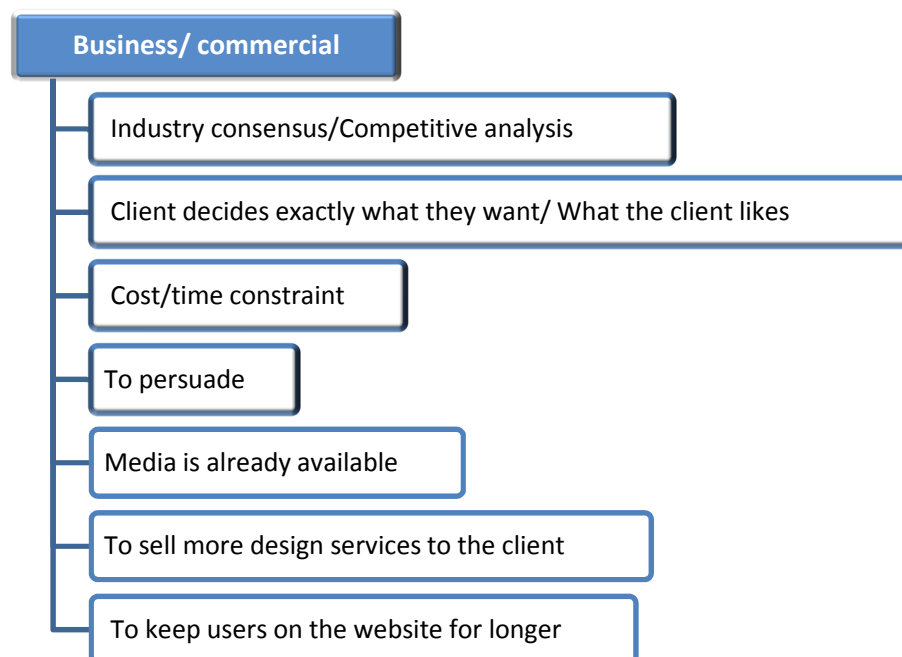 Business/ commercial
Industry consensus/Competitive analysis
Client decides exactly what they want/ What the client likes
Cost/time constraint
To persuade
Media is already available
To sell more design services to the client
To keep users on the website for longer